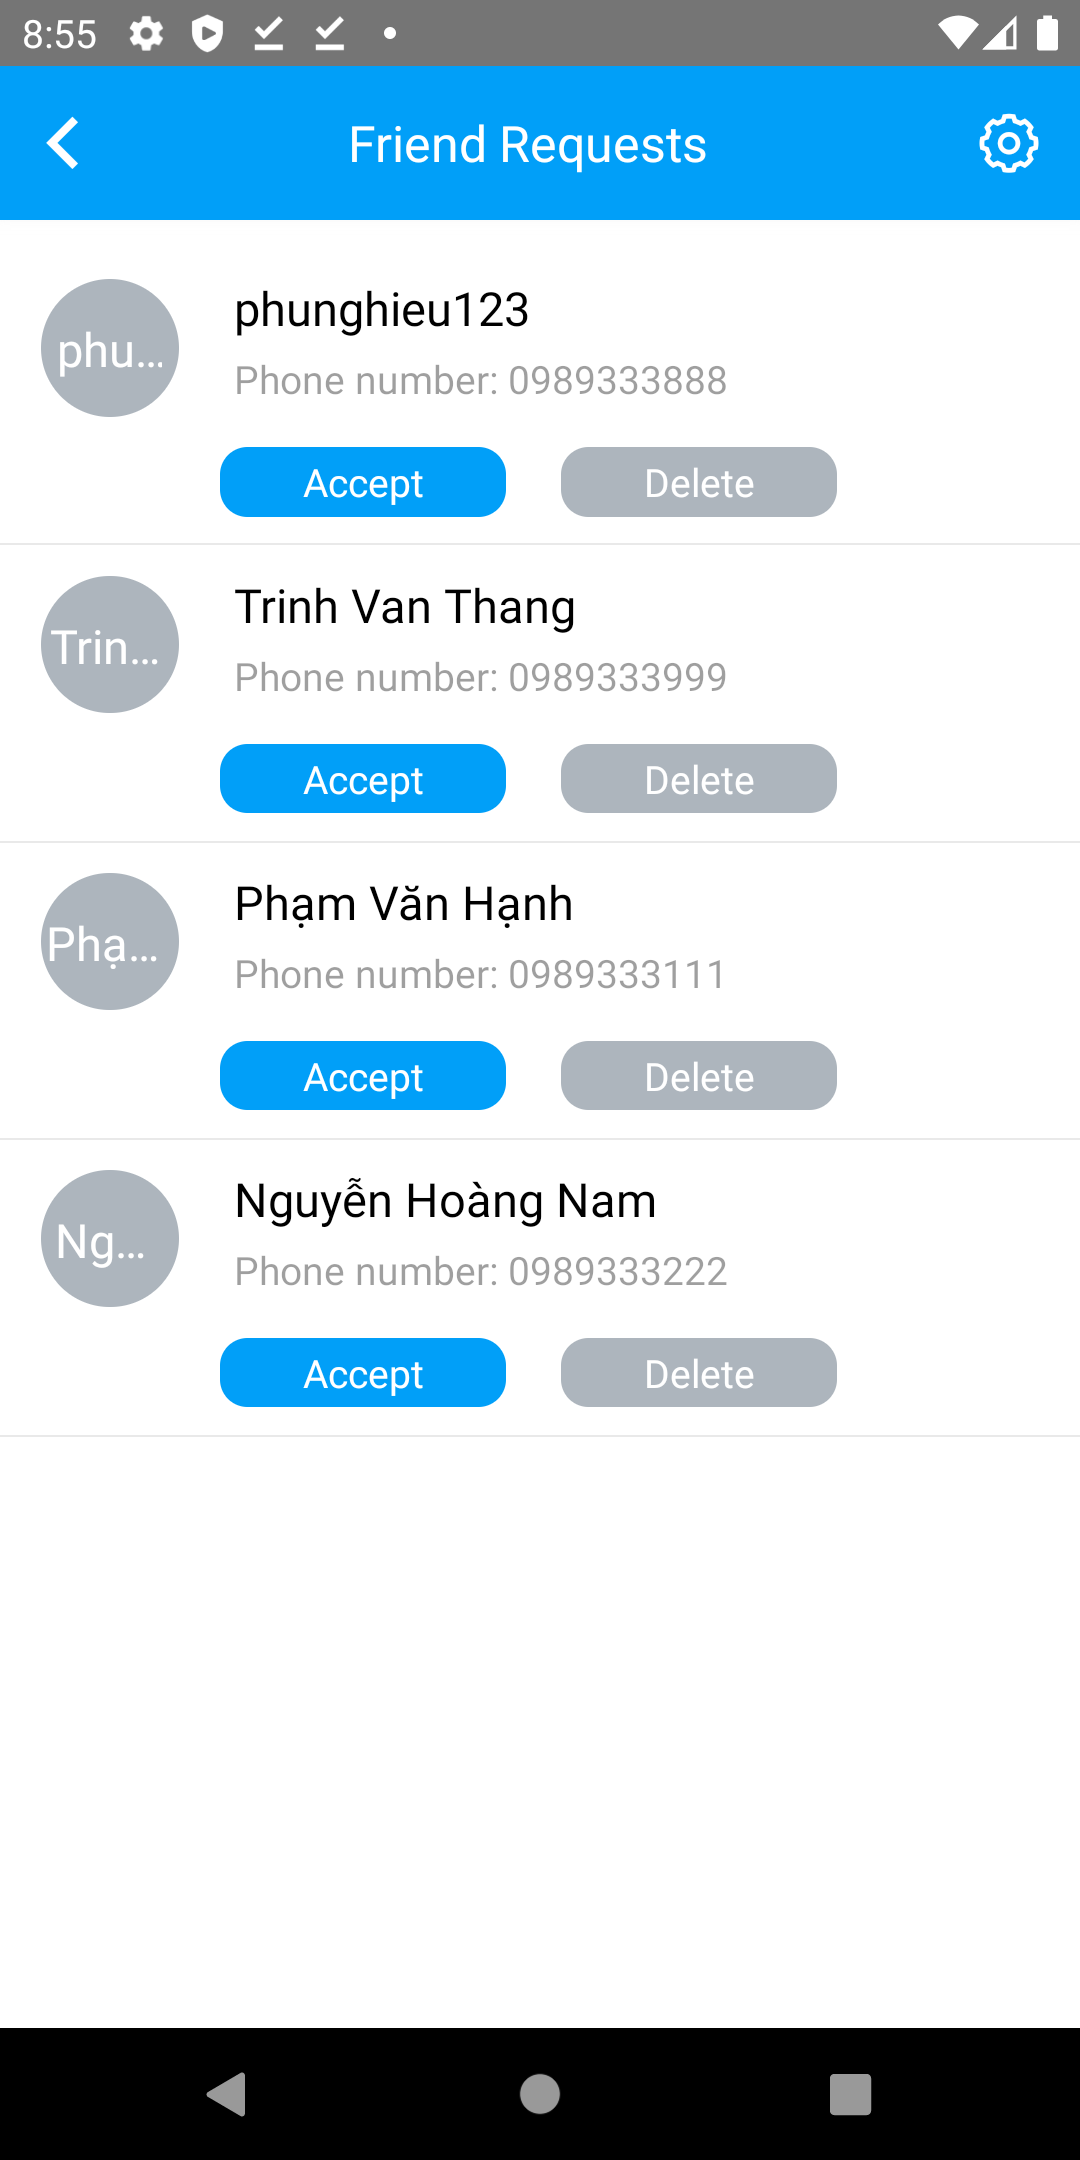 8:55
Friend Requests
phu...
phunghieu123
Phone number: 0989333888
Accept
Delete
Trin...
Trinh Van Thang
Phone number: 0989333999
Accept
Delete
Phạ...
Phạm Văn Hạnh
Phone number: 0989333111
Accept
Delete
Ng...
Nguyễn Hoàng Nam
Phone number: 0989333222
Accept
Delete